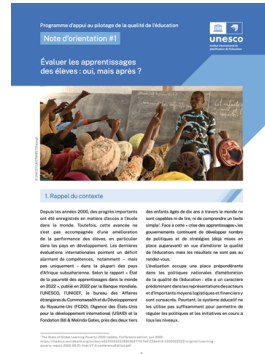 Programme d'appui au pilotage de la qualité de l'éducation
Note d'orientation #1
unesco
Institut international de
planification de l'éducation
Évaluer les apprentissages
des élèves : oui, mais après ?
1. Rappel du contexte
Depuis les années 2000, des progrès importants
ont été enregistrés en matière d'accès à l'école
dans le monde. Toutefois, cette avancée ne
s'est pas accompagnée d'une amélioration
de la performance des élèves, en particulier
dans les pays en développement. Les dernières
évaluations internationales pointent un déficit
alarmant de compétences, notamment — mais
pas uniquement — dans la plupart des pays
d'Afrique subsaharienne. Selon le rapport « État
de la pauvreté des apprentissages dans le monde
en 2022 », publié en 2022 par la Banque mondiale,
l'UNESCO, l'UNICEF, le bureau des Affaires
étrangères du Commonwealth et du Développement
du Royaume-Uni (FCDO), l'Agence des États-Unis
pour le développement international (USAID) et la
Fondation Bill & Melinda Gates, près des deux tiers
des enfants âgés de dix ans à travers le monde ne
sont capables ni de lire, ni de comprendre un texte
simple¹. Face à cette « crise des apprentissages », les
gouvernements continuent de développer nombre
de politiques et de stratégies (déjà mises en
place auparavant) en vue d'améliorer la qualité
de l'éducation, mais les résultats ne sont pas au
rendez-vous.
L'évaluation occupe une place prépondérante
dans les politiques nationales d'amélioration
de la qualité de l'éducation : elle a un caractère
prédominant dans les représentations des acteurs
et d'importants moyens logistiques et financiers y
sont consacrés. Pourtant, le système éducatif ne
les utilise pas suffisamment pour permettre de
réguler les politiques et les initiatives en cours à
tous les niveaux.